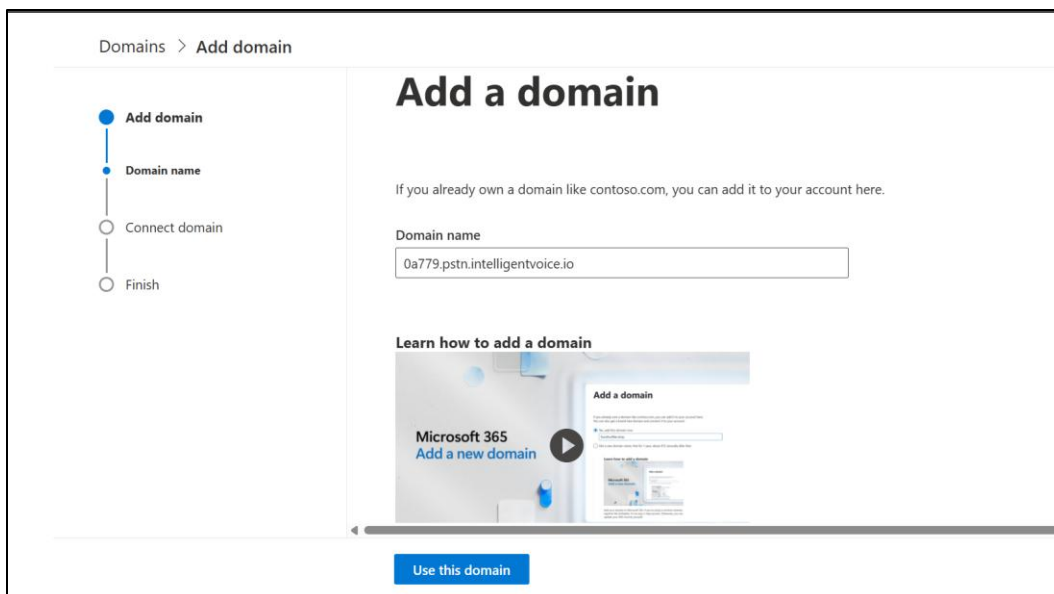 Domains > Add domain
Add domain
Domain name
Connect domain
Finish
Add a domain
If you already own a domain like contoso.com, you can add it to your account here.
Domain name
0a779.pstn.intelligentvoice.io
Learn how to add a domain
Microsoft 365
Add a new domain
Add a domain
Use this domain